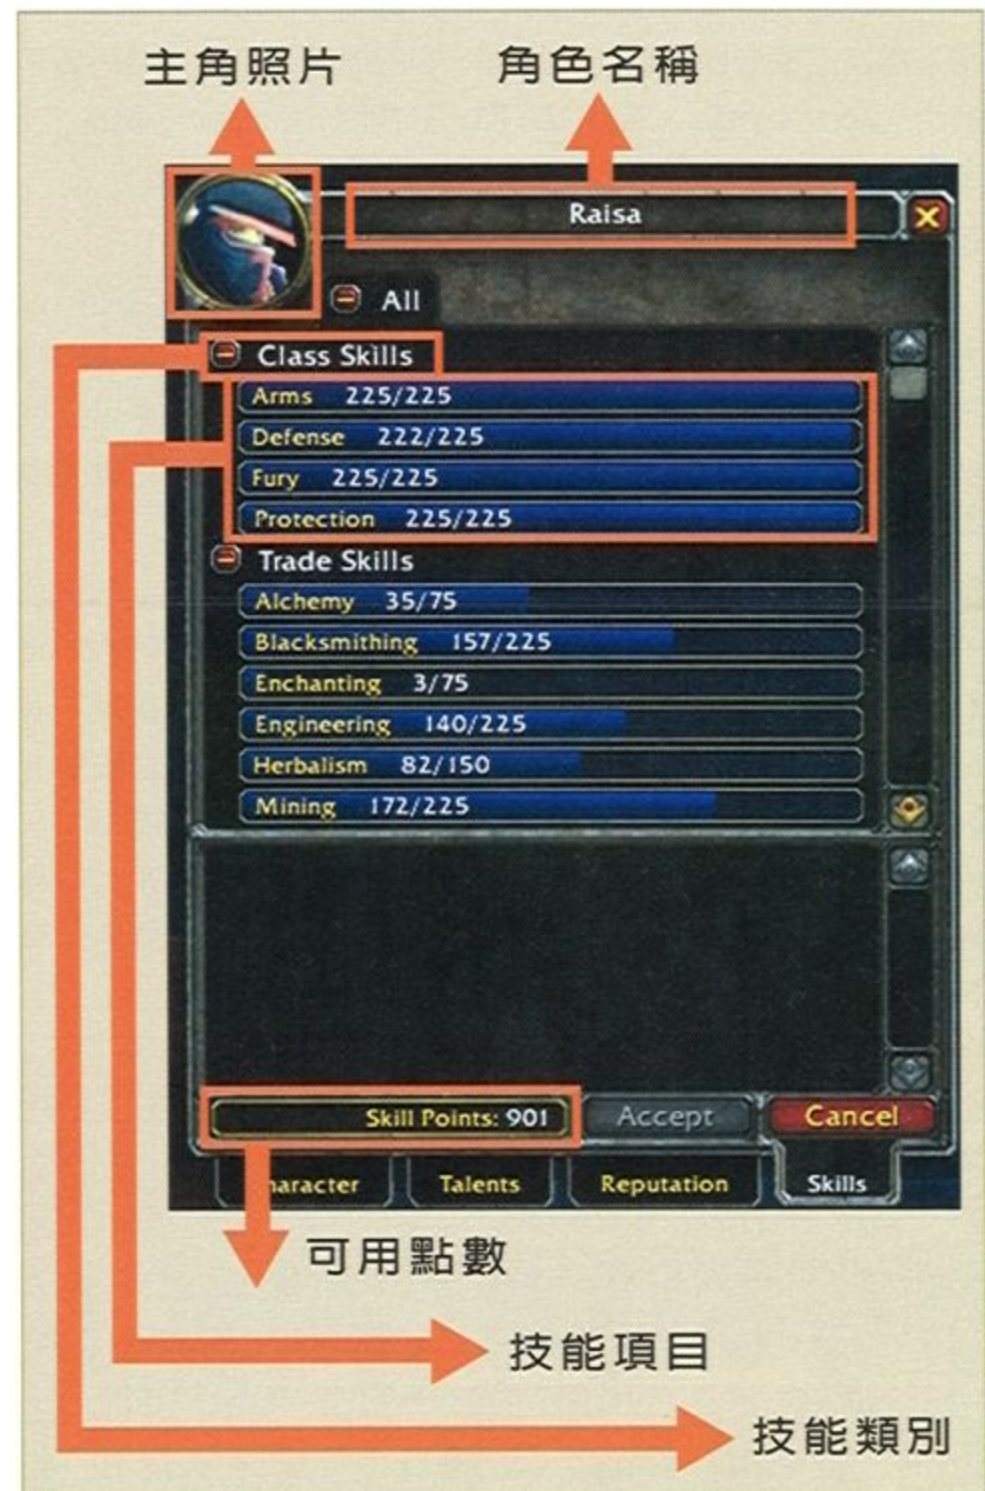 主角照片 角色名稱
Raisa
All
Class Skills
Arms 225/225
Defense 222/225
Fury 225/225
Protection 225/225
Trade Skills
Alchemy 35/75
Blacksmithing 157/225
Enchanting 3/75
Engineering 140/225
Herbalism 82/150
Mining 172/225
Skill Points: 901 Accept Cancel
haracter Talents Reputation Skills
可用點數
技能項目
技能類別